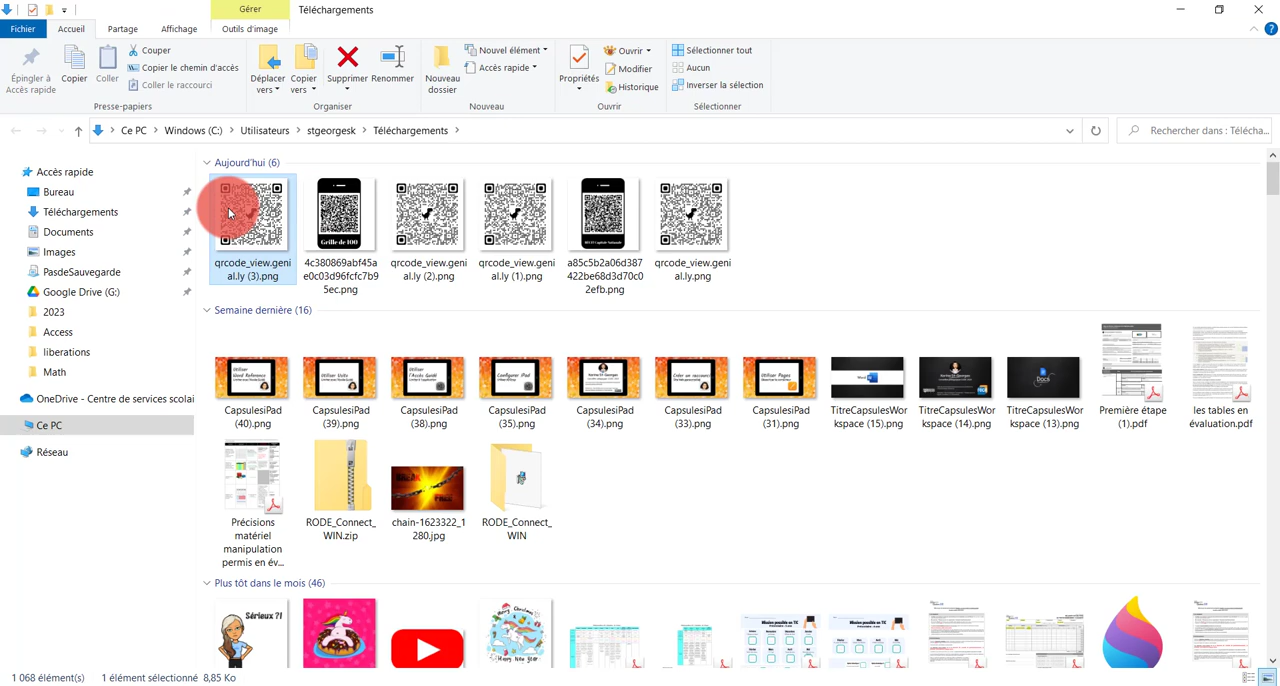 Gérer
Téléchargements
Fichier
Accueil
Partage
Affichage
Outils d'image
Épingler à
Accès rapide
Copier
Coller
Couper
Copier le chemin d'accès
Coller le raccourci
Presse-papiers
Déplacer
vers
Copier
vers
Supprimer
Renommer
Organiser
Nouveau
dossier
Nouvel élément
Accès rapide
Nouveau
Propriétés
Ouvrir
Modifier
Historique
Ouvrir
Sélectionner tout
Aucun
Inverser la sélection
Sélectionner
Ce PC > Windows (C:) > Utilisateurs > stgeorgesk > Téléchargements >
Rechercher dans : Télécha...
Accès rapide
Bureau
Téléchargements
Documents
Images
PasdeSauvegarde
Google Drive (G:)
2023
Access
liberations
Math
OneDrive - Centre de services scolai
Ce PC
Réseau
Aujourd'hui (6)
Grille de 100
qrcode_view.geni
al.ly (3).png
4c380869abf45a
e0c03d96fcfc7b9
5ec.png
qrcode_view.geni
al.ly (2).png
qrcode_view.geni
al.ly (1).png
a85c5b2a06d387
422be68d3d70c0
2efb.png
qrcode_view.geni
al.ly.png
Semaine dernière (16)
CapsulesiPad
(40).png
CapsulesiPad
(39).png
CapsulesiPad
(38).png
CapsulesiPad
(35).png
CapsulesiPad
(34).png
CapsulesiPad
(33).png
CapsulesiPad
(31).png
TitreCapsulesWor
kspace (15).png
TitreCapsulesWor
kspace (14).png
TitreCapsulesWor
kspace (13).png
Première étape
(1).pdf
les tables en
évaluation.pdf
Précisions
matériel
manipulation
permis en év...
RODE_Connect_
WIN.zip
chain-1623322_1
280.jpg
RODE_Connect_
WIN
Plus tôt dans le mois (46)
Sérieux ?!
1 068 élément(s)
1 élément sélectionné 8,85 Ko